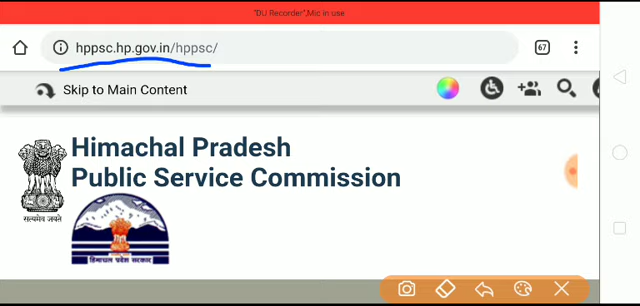 "DU Recorder",Mic in use
hppsc.hp.gov.in/hppsc/
67
Skip to Main Content
Himachal Pradesh
Public Service Commission
सत्यमेव जयते
हिमाचल प्रदेश सरकार